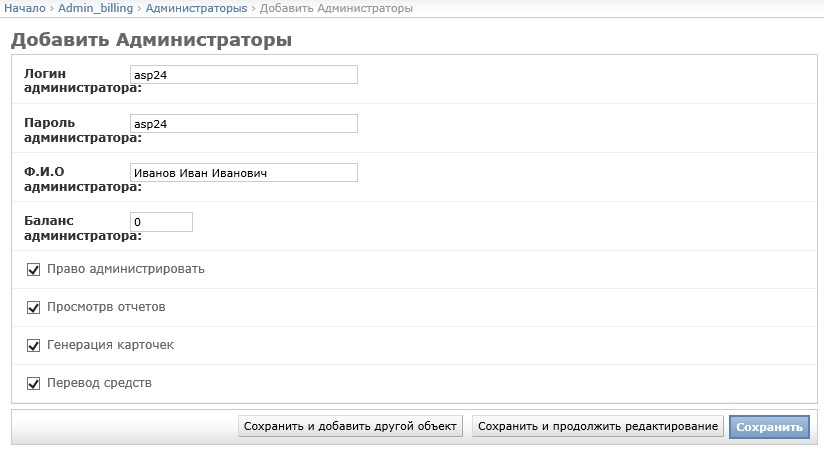 Начало › Admin_billing › Администраторыs › Добавить Администраторы
Добавить Администраторы
Логин
администратора:
asp24
Пароль
администратора:
asp24
Ф.И.О
администратора:
Иванов Иван Иванович
Баланс
администратора:
0
Право администрировать
Просмотрв отчетов
Генерация карточек
Перевод средств
Сохранить и добавить другой объект
Сохранить и продолжить редактирование
Сохранить